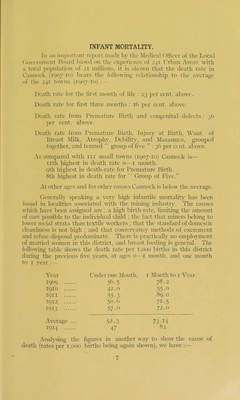 INFANT MORTALITY.
In an important report made by the Medical Officer of the Local
Government Board based on the experience of 241 Urban Areas with
a total population of 21 millions, it is shown that the death rate in
Cannock (1907-10) bears the following relationship to the average
of the 241 towns (1907-10) :—
Death rate for the first month of life : 23 per cent. above.
Death rate for first three months : 16 per cent. above.
Death rate from Premature Birth and congenital defects : 36
per cent. above.
Death rate from Premature Birth, Injury at Birth, Want of
Breast Milk, Atrophy, Debility, and Marasmus, grouped
together, and termed " group of five " : 36 per cent. above.
As compared with 111 small towns (1907-10) Cannock is—
11th highest in death rate 0—1 month.
9th highest in death-rate for Premature Birth.
8th highest in death rate for " Group of Five."
At other ages and for other causes Cannock is below the average.
Generally speaking a very high infantile mortality has been
found in localities associated with the mining industry. The causes
which have been assigned are : a high birth-rate, limiting the amount
of care possible to the individual child ; the fact that miners belong to
lower social strata than textile workers ; that the standard of domestic
cleanliness is not high ; and that conservancy methods of excrement
and refuse disposal predominate. There is practically no employment
of married women in this district, and breast feeding is general. The
following table shows the death rate per 1,000 births in this district
during the previous five years, at ages 0—1 month, and one month
to 1 year :—
Year Under one Month. 1 Month to 1 Year
1909 ...... 56.5 78.2
1910 ...... 42.0 55.0
1911 ...... 55.3 89.0
1912 ...... 50.6 71.5
1913 ...... 57.0 72.0
Average ... 52.3 73.14
1914 ...... 47 82
Analysing the figures in another way to show the cause of
death (rates per 1,000 births being again shown), we have :—
7